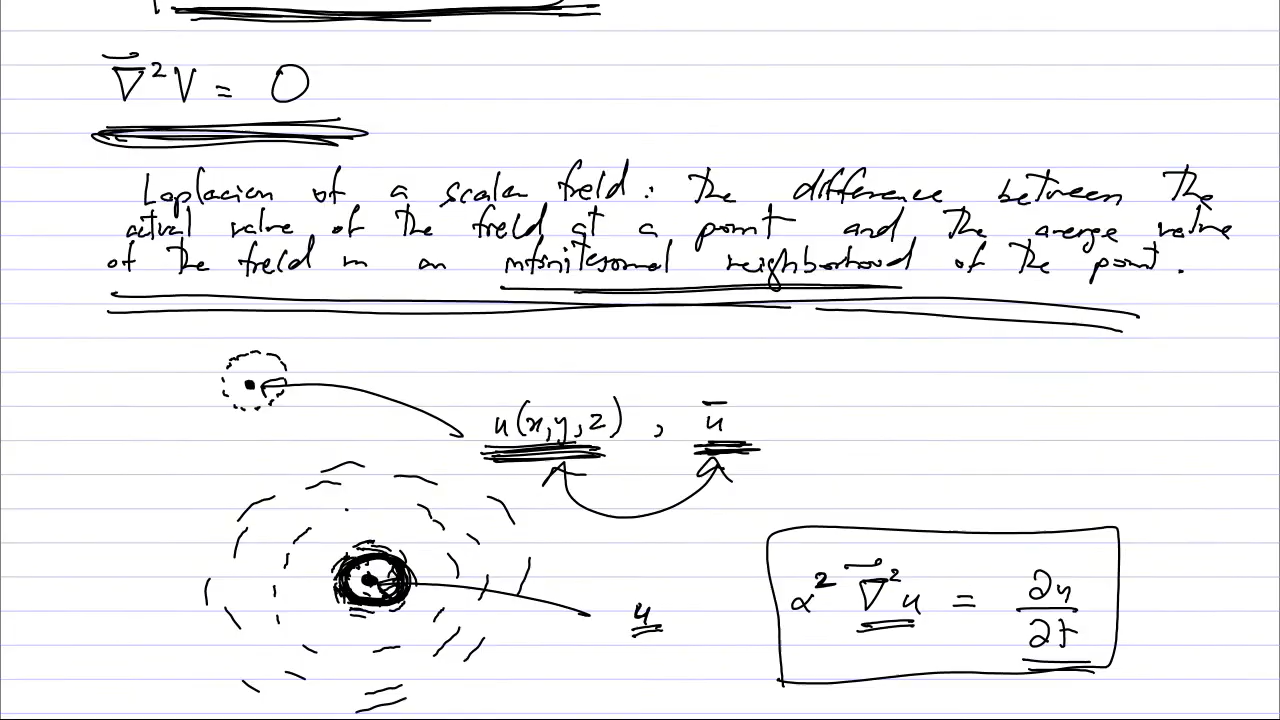 ∇²V = 0
Laplacian of a scalar field: the difference between the
actual value of the field at a point and the average value
of the field in an infinitesimal neighborhood of the point.
u(x,y,z), ū
u
α² ∇²u = ∂u/∂t